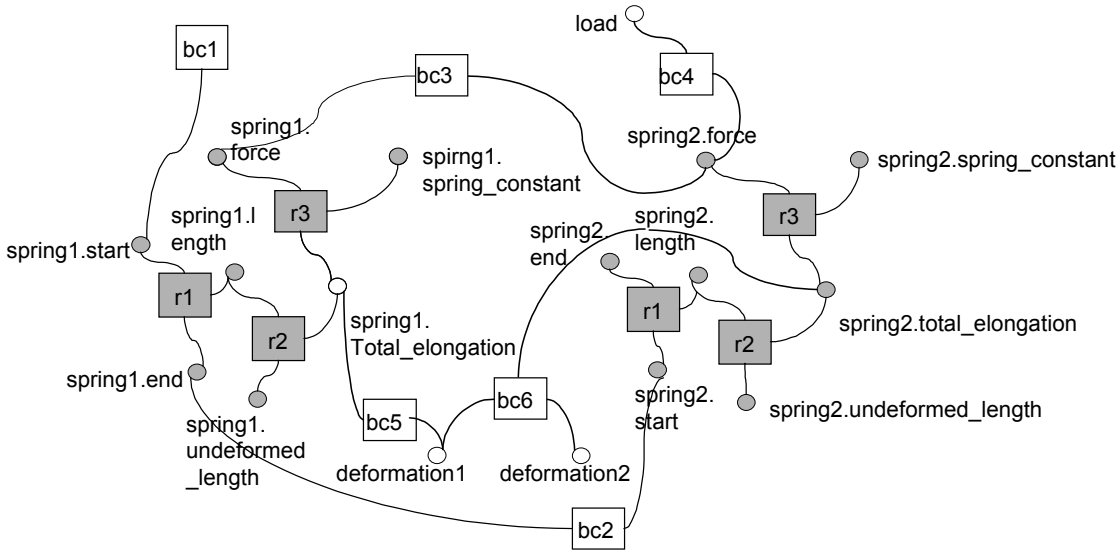 load
bc1
bc3
bc4
spring1.
force
spirng1.
spring_constant
spring2.force
spring2.spring_constant
r3
r3
spring1.l
ength
spring1.start
spring2.
end
spring2.
length
r1
r2
spring1.
Total_elongation
r1
r2
spring2.total_elongation
spring1.end
spring1.
undeformed
_length
bc5
bc6
spring2.
start
spring2.undeformed_length
deformation1
deformation2
bc2